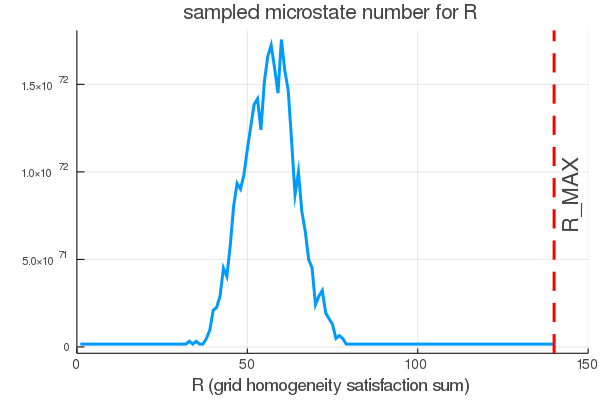 sampled microstate number for R
1.5×10 72
1.0×10 72
5.0×10 71
0
R_MAX
0 50 100 150
R (grid homogeneity satisfaction sum)